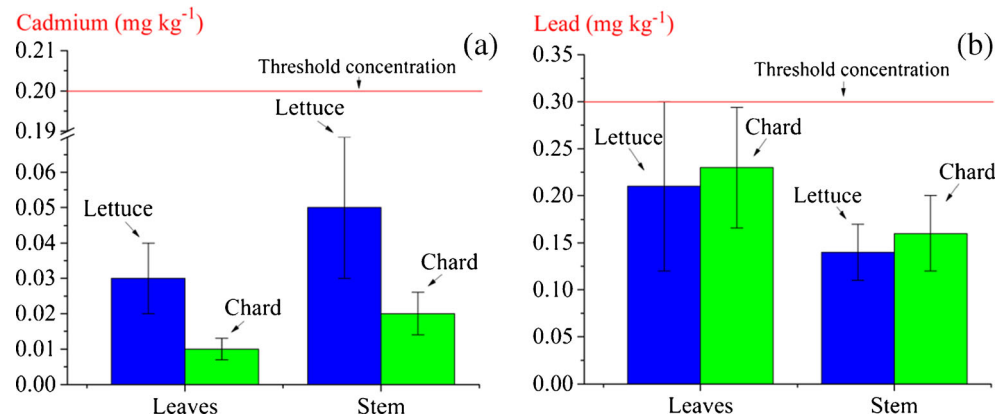 Cadmium (mg kg⁻¹)
(a)
0.21
Threshold concentration
0.20
0.19
Lettuce
0.06
0.05
Lettuce
0.04
0.03
Chard
0.02
Chard
0.01
0.00
Leaves Stem
Lead (mg kg⁻¹)
(b)
0.35
Threshold concentration
0.30
Lettuce
Chard
0.25
Chard
0.20
Lettuce
0.15
0.10
0.05
0.00
Leaves Stem